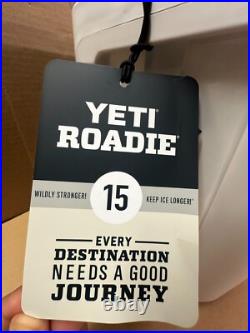 YETI
ROADIE
WILDLY STRONGER! 15 KEEP ICE LONGER!
EVERY
DESTINATION
NEEDS A GOOD
JOURNEY